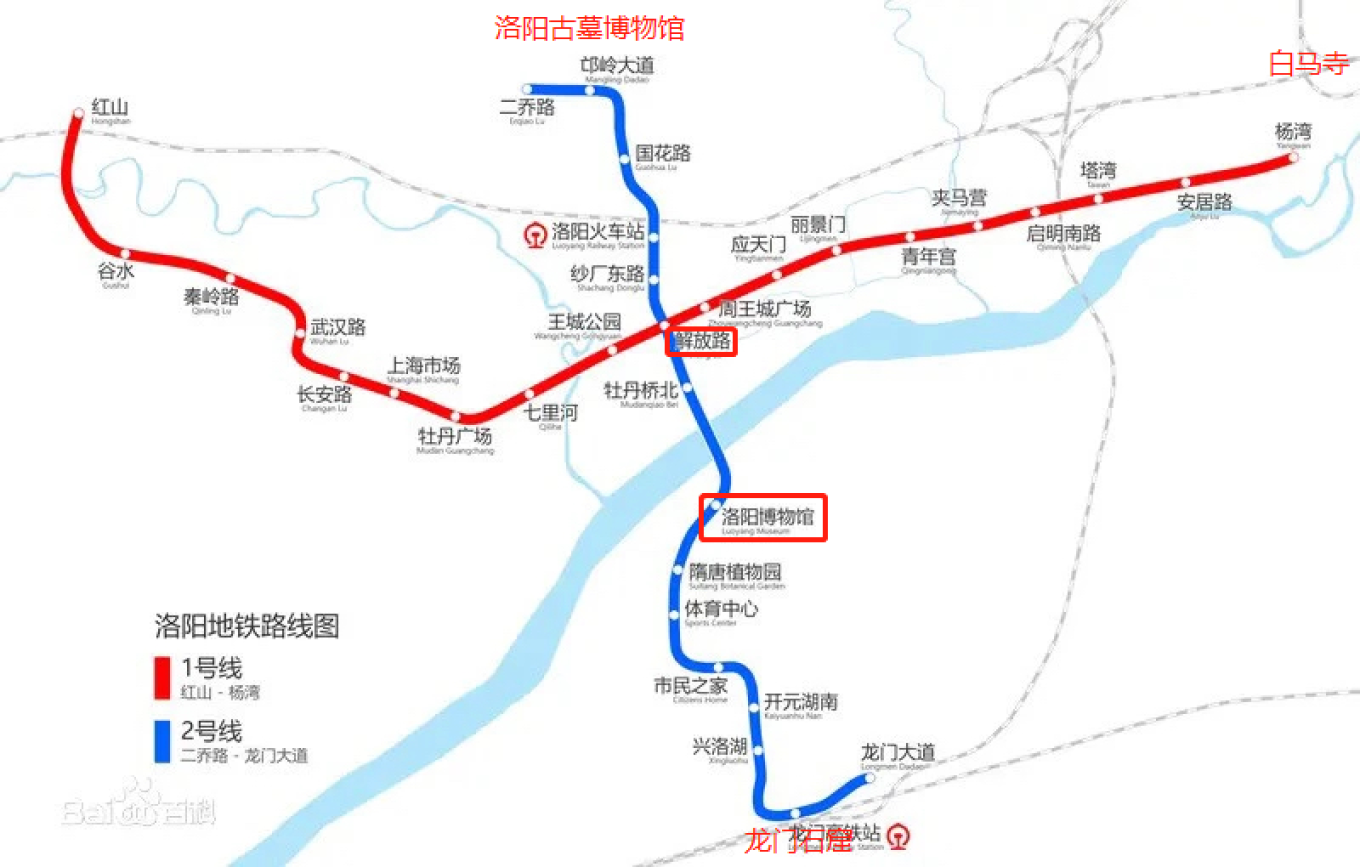 洛阳古墓博物馆
白马寺
邙岭大道
Mangling Dadao
二乔路
Erqiao Lu
红山
Hongshan
国花路
Guohua Lu
杨湾
Yangwan
塔湾
Tawan
安居路
Anju Lu
夹马营
Jiamaying
启明南路
Qiming Nanlu
丽景门
Lijingmen
青年宫
Qingniangong
应天门
Yingtianmen
洛阳火车站
Luoyang Railway Station
纱厂东路
Shachang Donglu
谷水
Gushui
秦岭路
Qinling Lu
武汉路
Wuhan Lu
周王城广场
Zhouwangcheng Guangchang
王城公园
Wangcheng Gongyuan
解放路
上海市场
Shanghai Shichang
长安路
Changan Lu
牡丹桥北
Mudanqiao Bei
七里河
Qilihe
牡丹广场
Mudan Guangchang
洛阳博物馆
Luoyang Museum
隋唐植物园
Suitang Botanical Garden
体育中心
Sports Center
洛阳地铁路线图
1号线
红山 - 杨湾
2号线
二乔路 - 龙门大道
市民之家
Citizens Home
开元湖南
Kaiyuanhu Nan
兴洛湖
Xingluohu
龙门大道
Longmen Dadao
龙门高铁站
龙门石窟
Bai百科